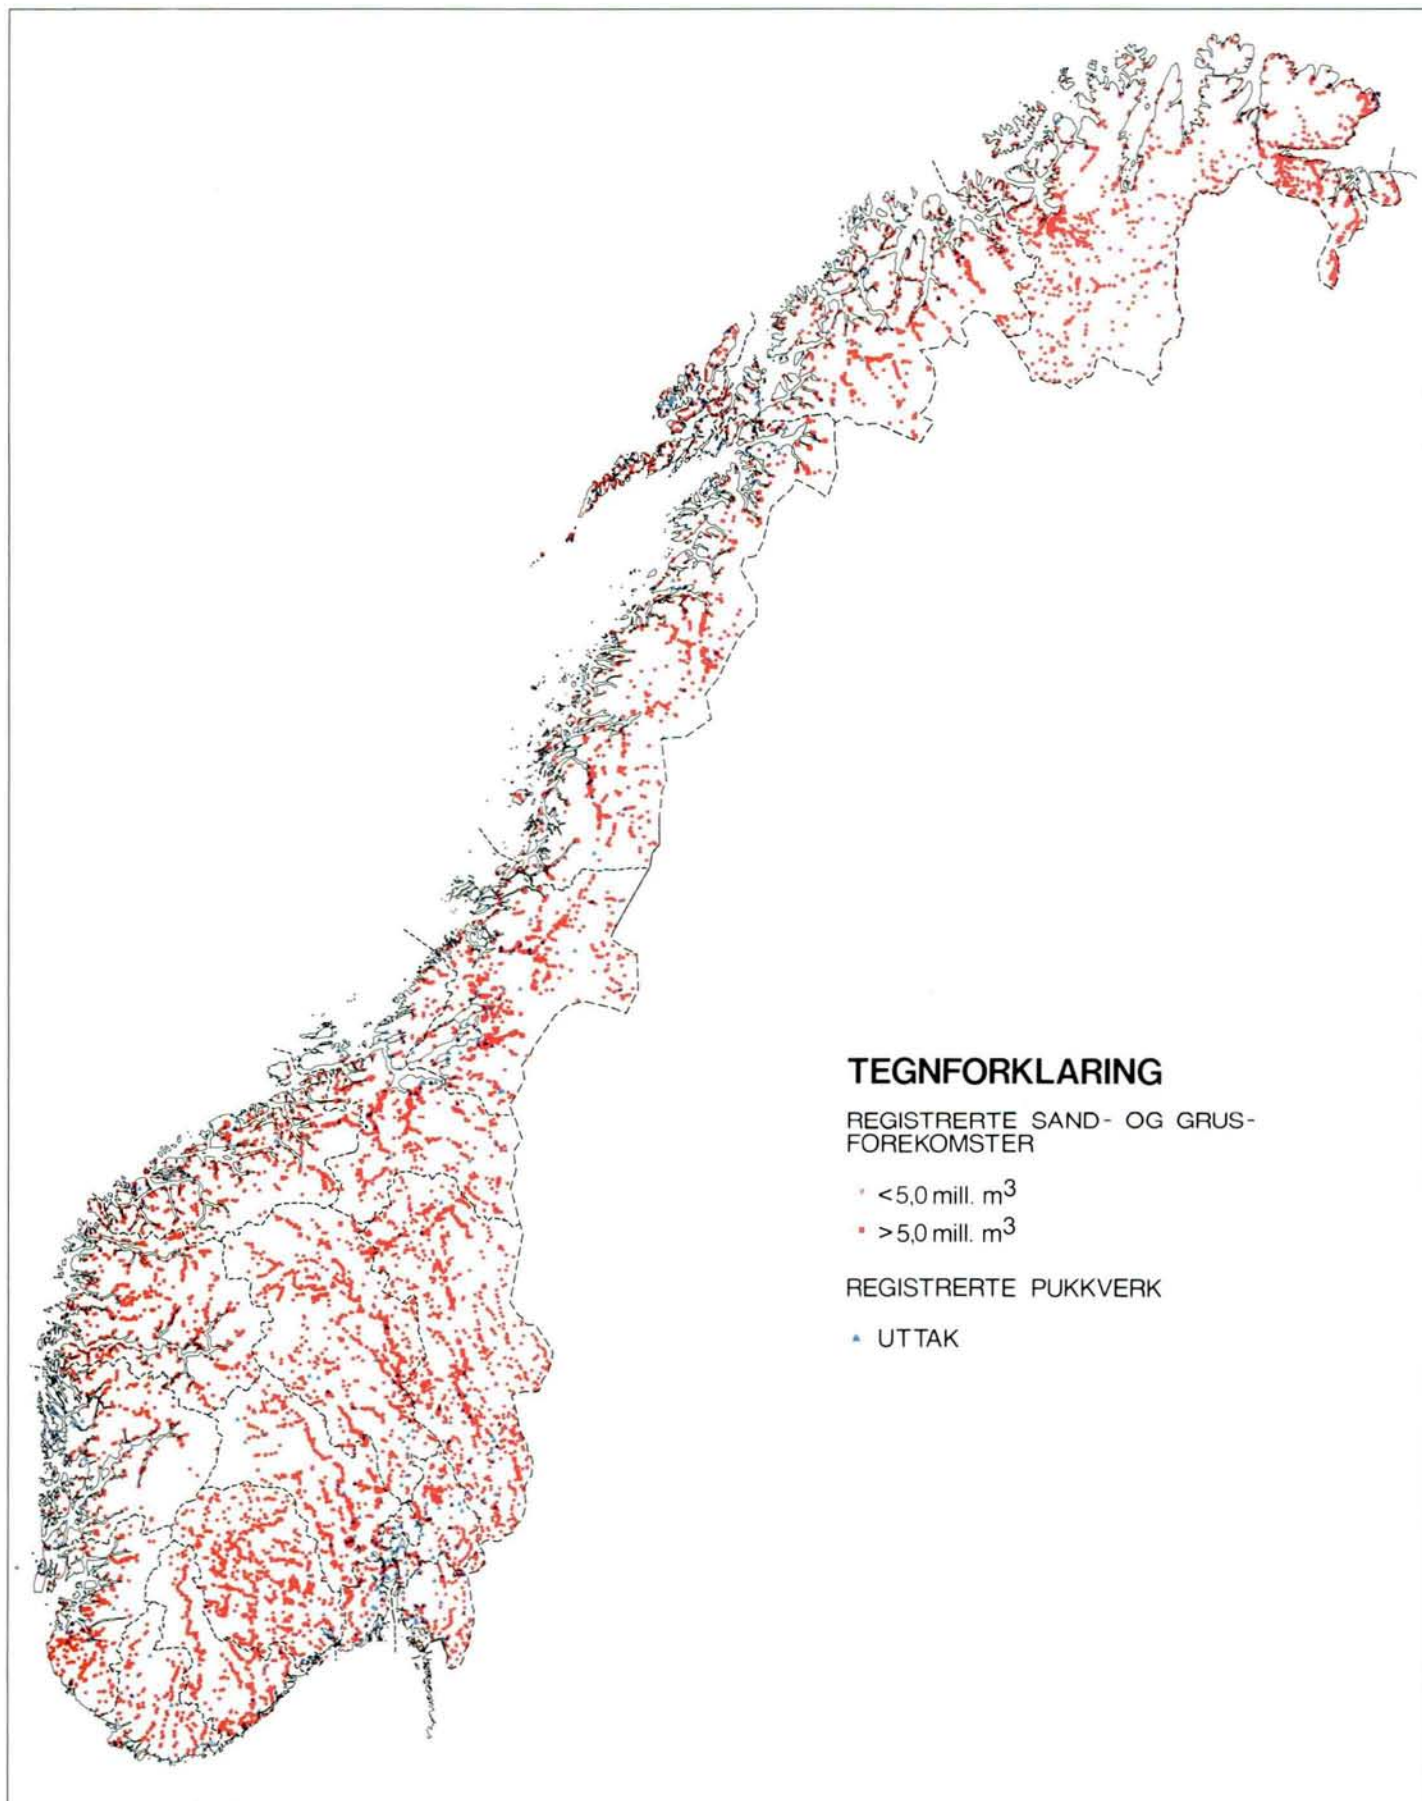 TEGNFORKLARING
REGISTRERTE SAND- OG GRUS-
FOREKOMSTER
<5,0 mill. m³
>5,0 mill. m³
REGISTRERTE PUKKVERK
UTTAK